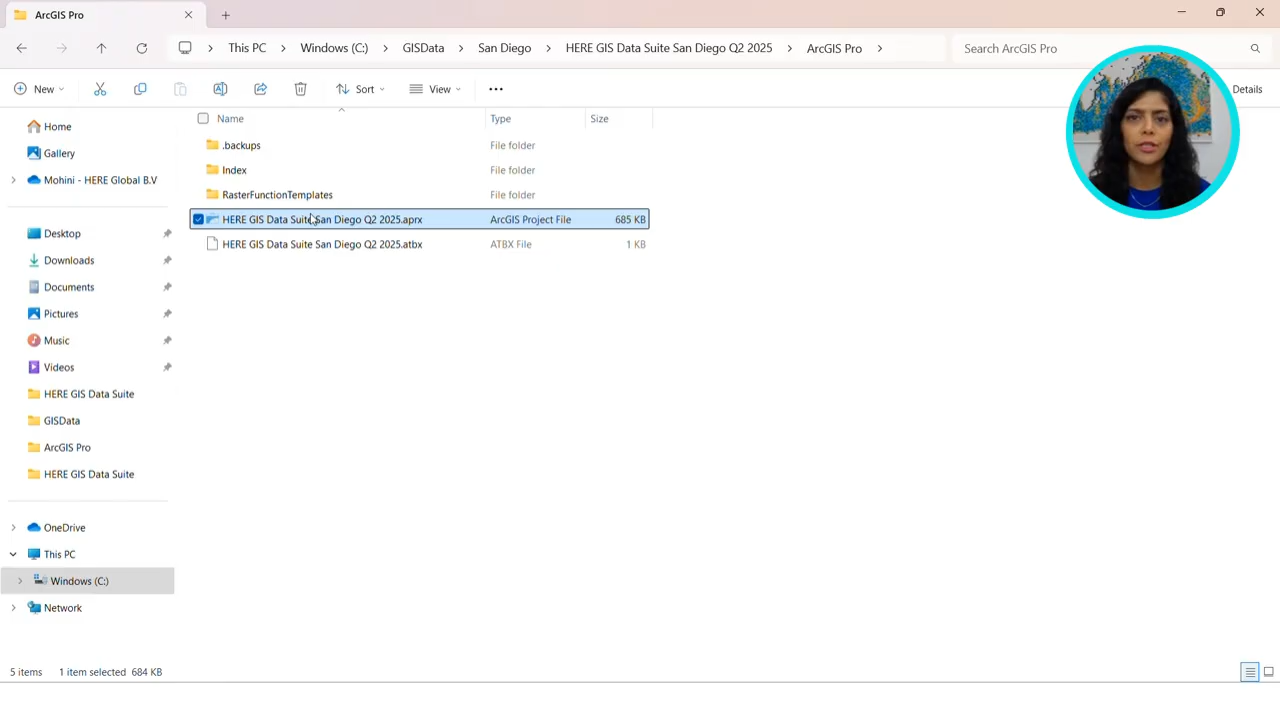 ArcGIS Pro
This PC > Windows (C:) > GISData > San Diego > HERE GIS Data Suite San Diego Q2 2025 > ArcGIS Pro >
Search ArcGIS Pro
New
Sort
View
Details
Name Type Size
.backups File folder
Index File folder
RasterFunctionTemplates File folder
HERE GIS Data Suite San Diego Q2 2025.aprx ArcGIS Project File 685 KB
HERE GIS Data Suite San Diego Q2 2025.atbx ATBX File 1 KB
Home
Gallery
Mohini - HERE Global B.V
Desktop
Downloads
Documents
Pictures
Music
Videos
HERE GIS Data Suite
GISData
ArcGIS Pro
HERE GIS Data Suite
OneDrive
This PC
Windows (C:)
Network
5 items 1 item selected 684 KB